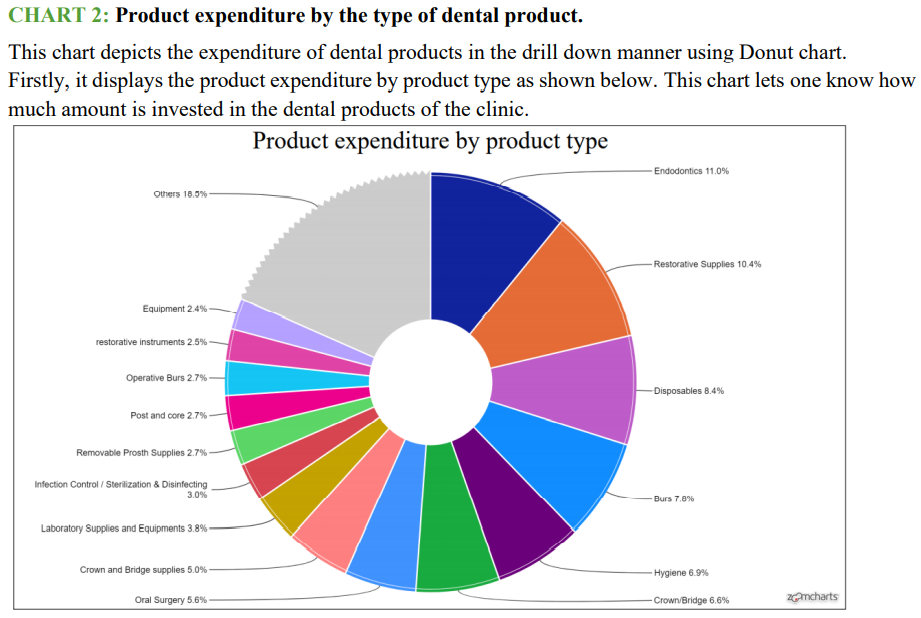 CHART 2: Product expenditure by the type of dental product.
This chart depicts the expenditure of dental products in the drill down manner using Donut chart.
Firstly, it displays the product expenditure by product type as shown below. This chart lets one know how
much amount is invested in the dental products of the clinic.
Product expenditure by product type
Endodontics 11.0%
Others 18.5%
Restorative Supplies 10.4%
Equipment 2.4%
restorative instruments 2.5%
Operative Burs 2.7%
Disposables 8.4%
Post and core 2.7%
Removable Prosth Supplies 2.7%
Infection Control / Sterilization & Disinfecting
3.0%
Burs 7.8%
Laboratory Supplies and Equipments 3.8%
Crown and Bridge supplies 5.0%
Hygiene 6.9%
Oral Surgery 5.6%
Crown/Bridge 6.6%
zoomcharts